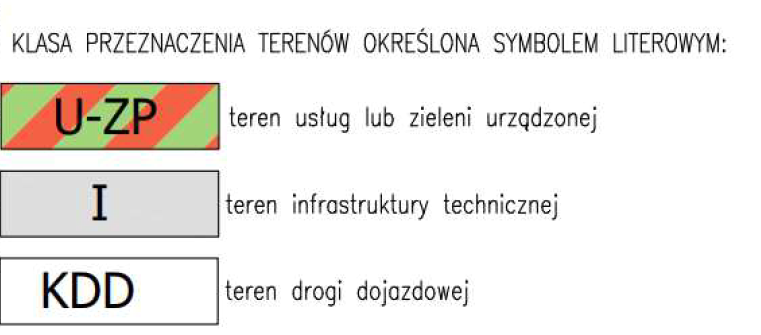 KLASA PRZEZNACZENIA TERENÓW OKREŚLONA SYMBOLEM LITEROWYM:
U-ZP teren usług lub zieleni urządzonej
I teren infrastruktury technicznej
KDD teren drogi dojazdowej